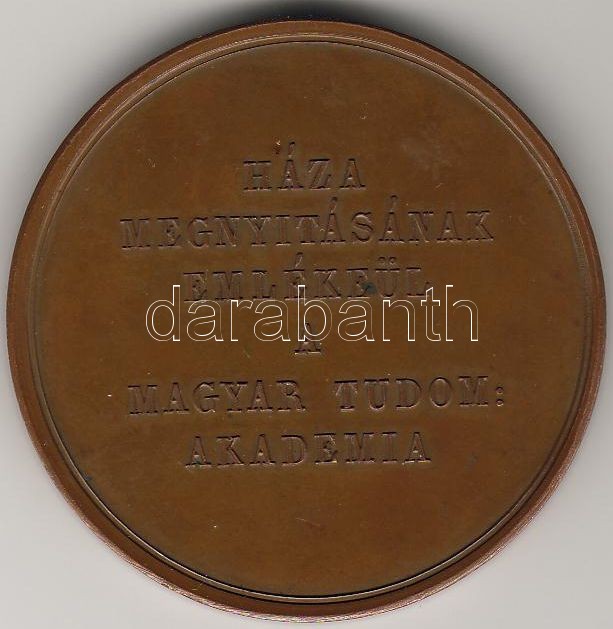 HÁZA
MEGNYITÁSÁNAK
EMLÉKEÜL
darabanth
A
MAGYAR TUDOM:
AKADEMIA